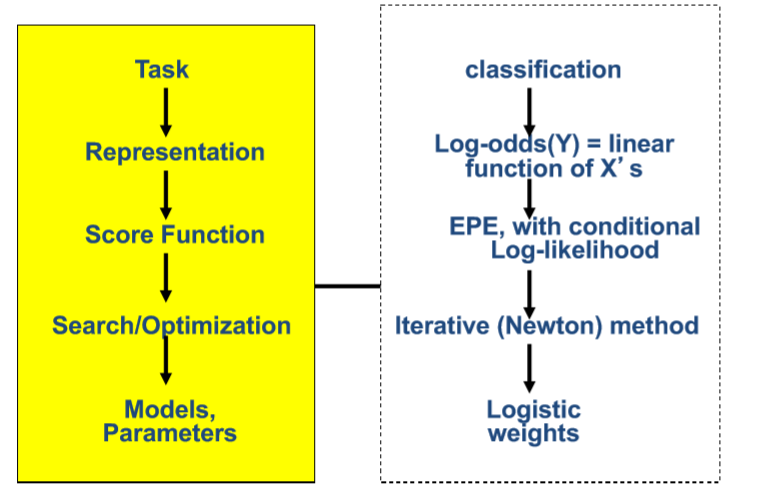 Task
Representation
Score Function
Search/Optimization
Models,
Parameters
classification
Log-odds(Y) = linear
function of X’ s
EPE, with conditional
Log-likelihood
Iterative (Newton) method
Logistic
weights